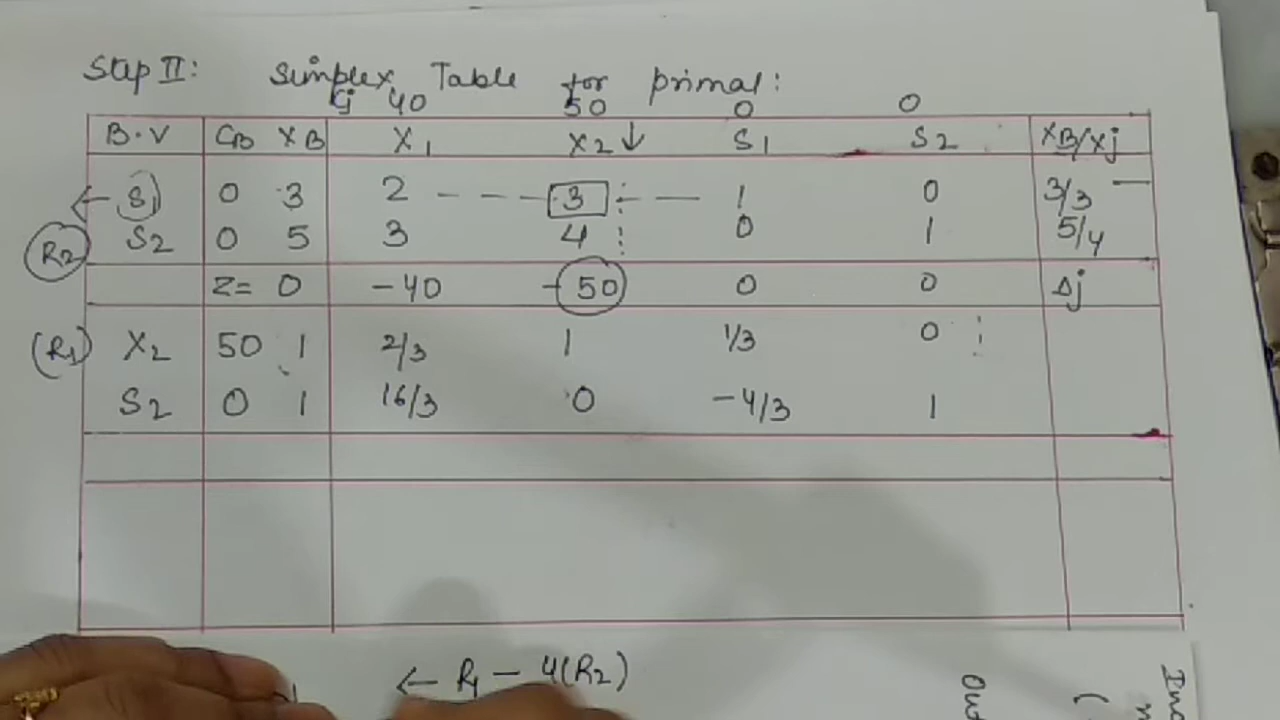 Step II: Simplex Table for primal:
Cj 40 50 0 0
B.V CB XB X1 X2 ↓ S1 S2 XB/Xj
← S1 0 3 2 3 1 0 3/3
R2 S2 0 5 3 4 0 1 5/4
Z= 0 -40 -50 0 0 Δj
(R1) X2 50 1 2/3 1 1/3 0
S2 0 1 16/3 0 -4/3 1
← R1 - 4(R2)